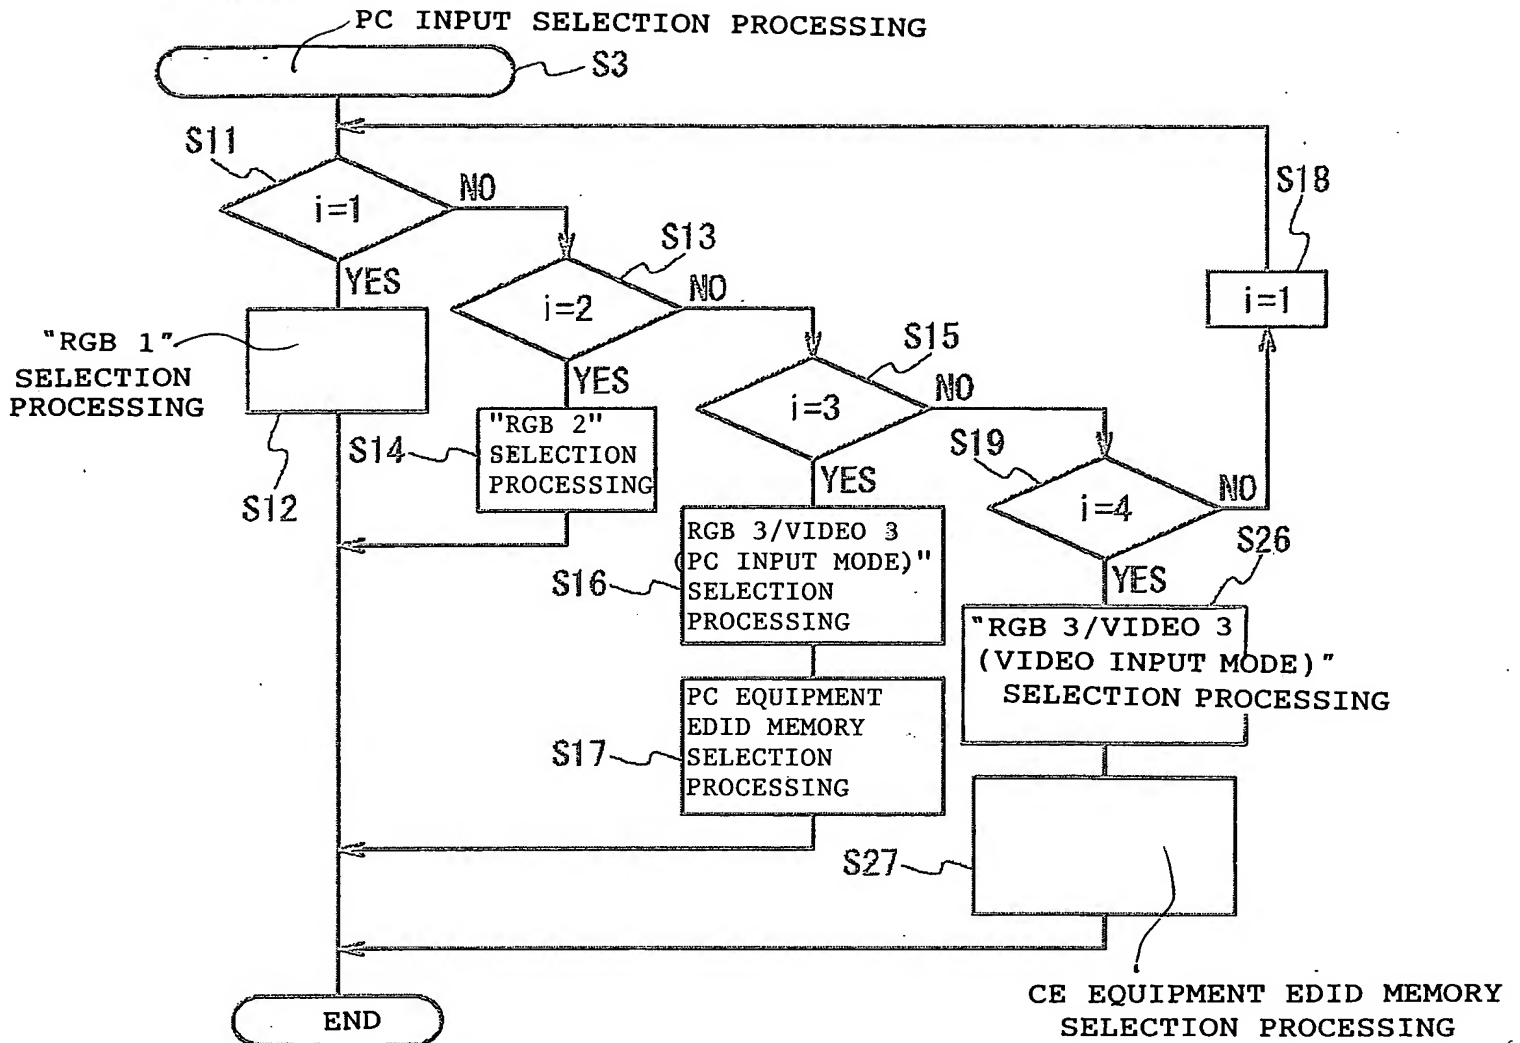 PC INPUT SELECTION PROCESSING
S3
S11
i=1
NO
YES
S18
i=1
S13
i=2
NO
YES
"RGB 1"
SELECTION
PROCESSING
S12
S14
"RGB 2"
SELECTION
PROCESSING
S15
i=3
NO
YES
S19
i=4
NO
YES
S16
RGB 3/VIDEO 3
(PC INPUT MODE)"
SELECTION
PROCESSING
S26
"RGB 3/VIDEO 3
(VIDEO INPUT MODE)"
SELECTION PROCESSING
S17
PC EQUIPMENT
EDID MEMORY
SELECTION
PROCESSING
S27
CE EQUIPMENT EDID MEMORY
SELECTION PROCESSING
END